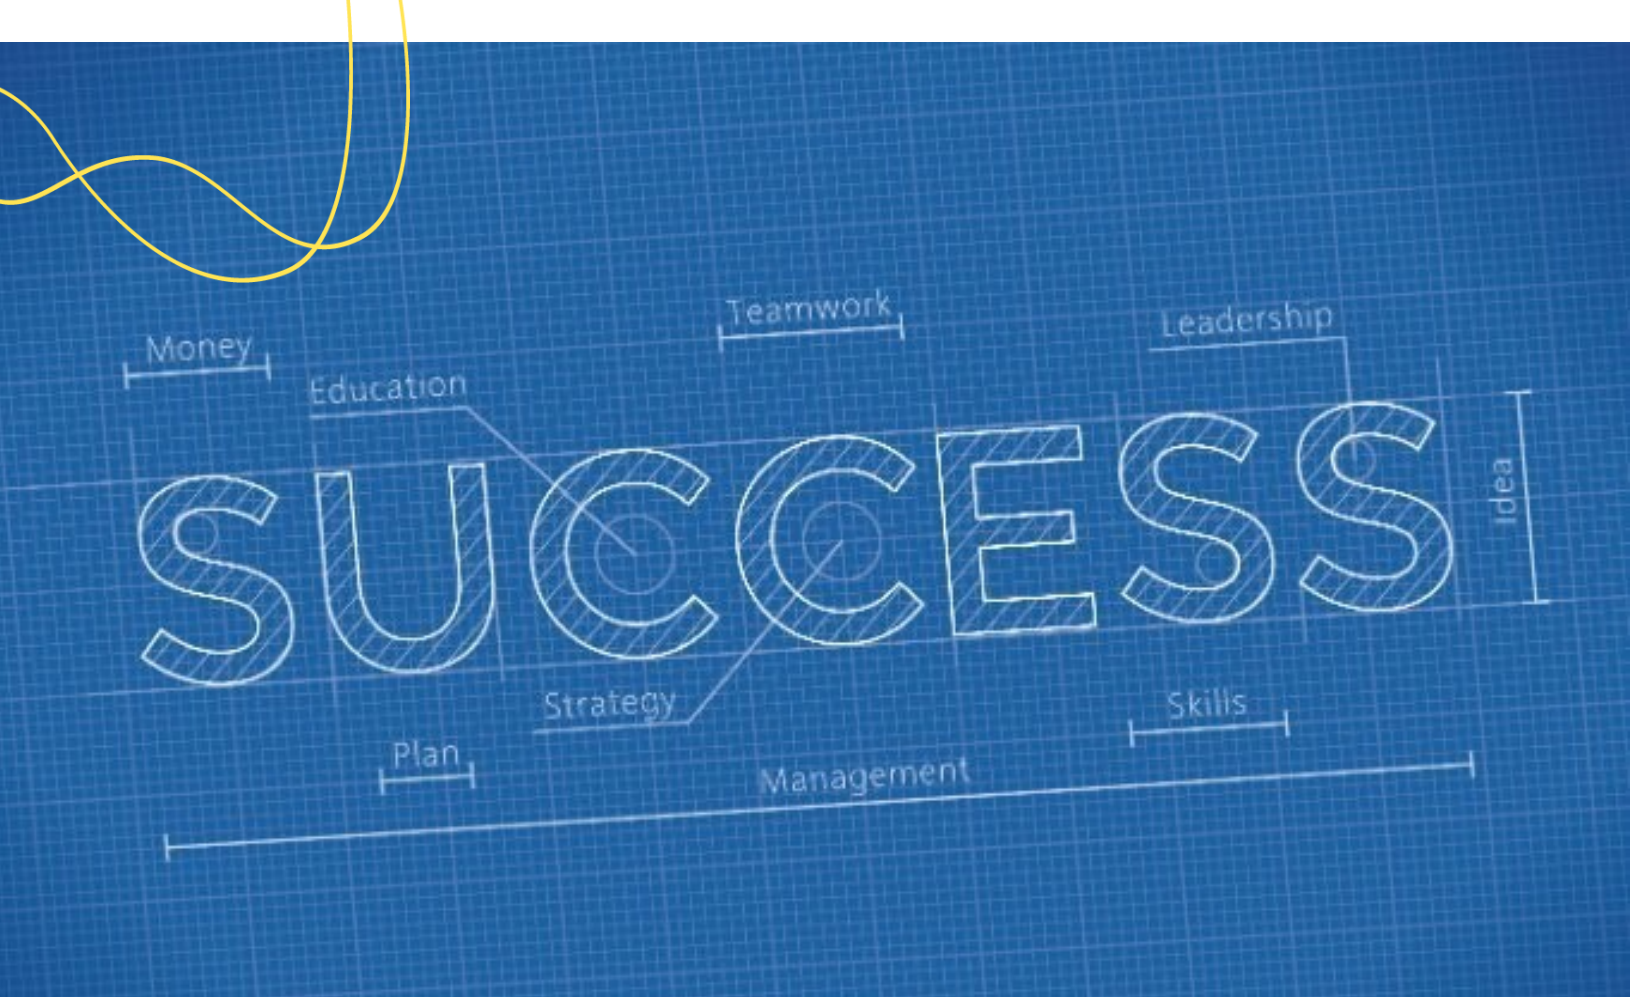 Teamwork
Leadership
Money
Education
SUCCESS
Idea
Strategy
Skills
Plan
Management